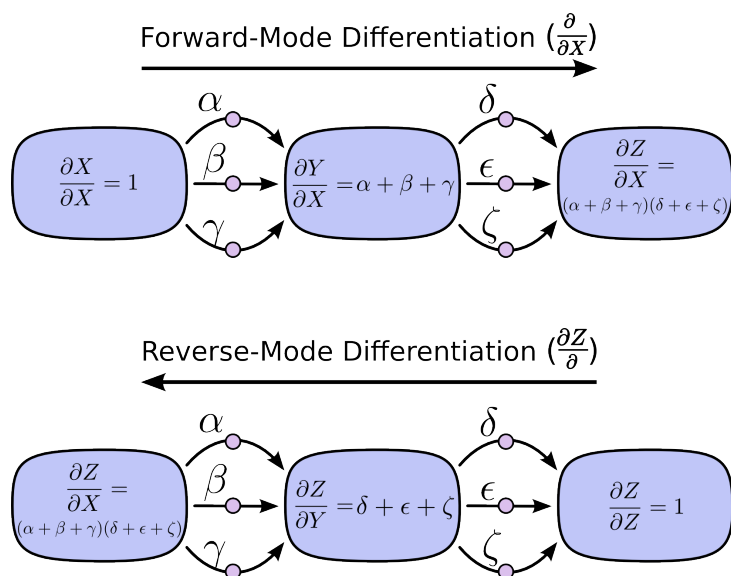 Forward-Mode Differentiation (∂/∂X)
α
β
γ
δ
ϵ
ζ
∂X/∂X = 1
∂Y/∂X = α + β + γ
∂Z/∂X =
(α + β + γ)(δ + ϵ + ζ)
Reverse-Mode Differentiation (∂Z/∂)
α
β
γ
δ
ϵ
ζ
∂Z/∂X =
(α + β + γ)(δ + ϵ + ζ)
∂Z/∂Y = δ + ϵ + ζ
∂Z/∂Z = 1